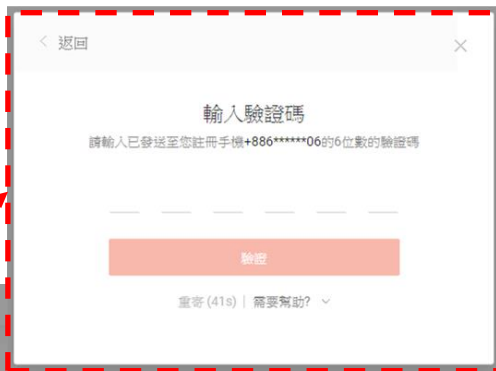 < 返回
輸入驗證碼
請輸入已發送至您註冊手機+886******06的6位數的驗證碼
驗證
重寄 (41s) | 需要幫助?